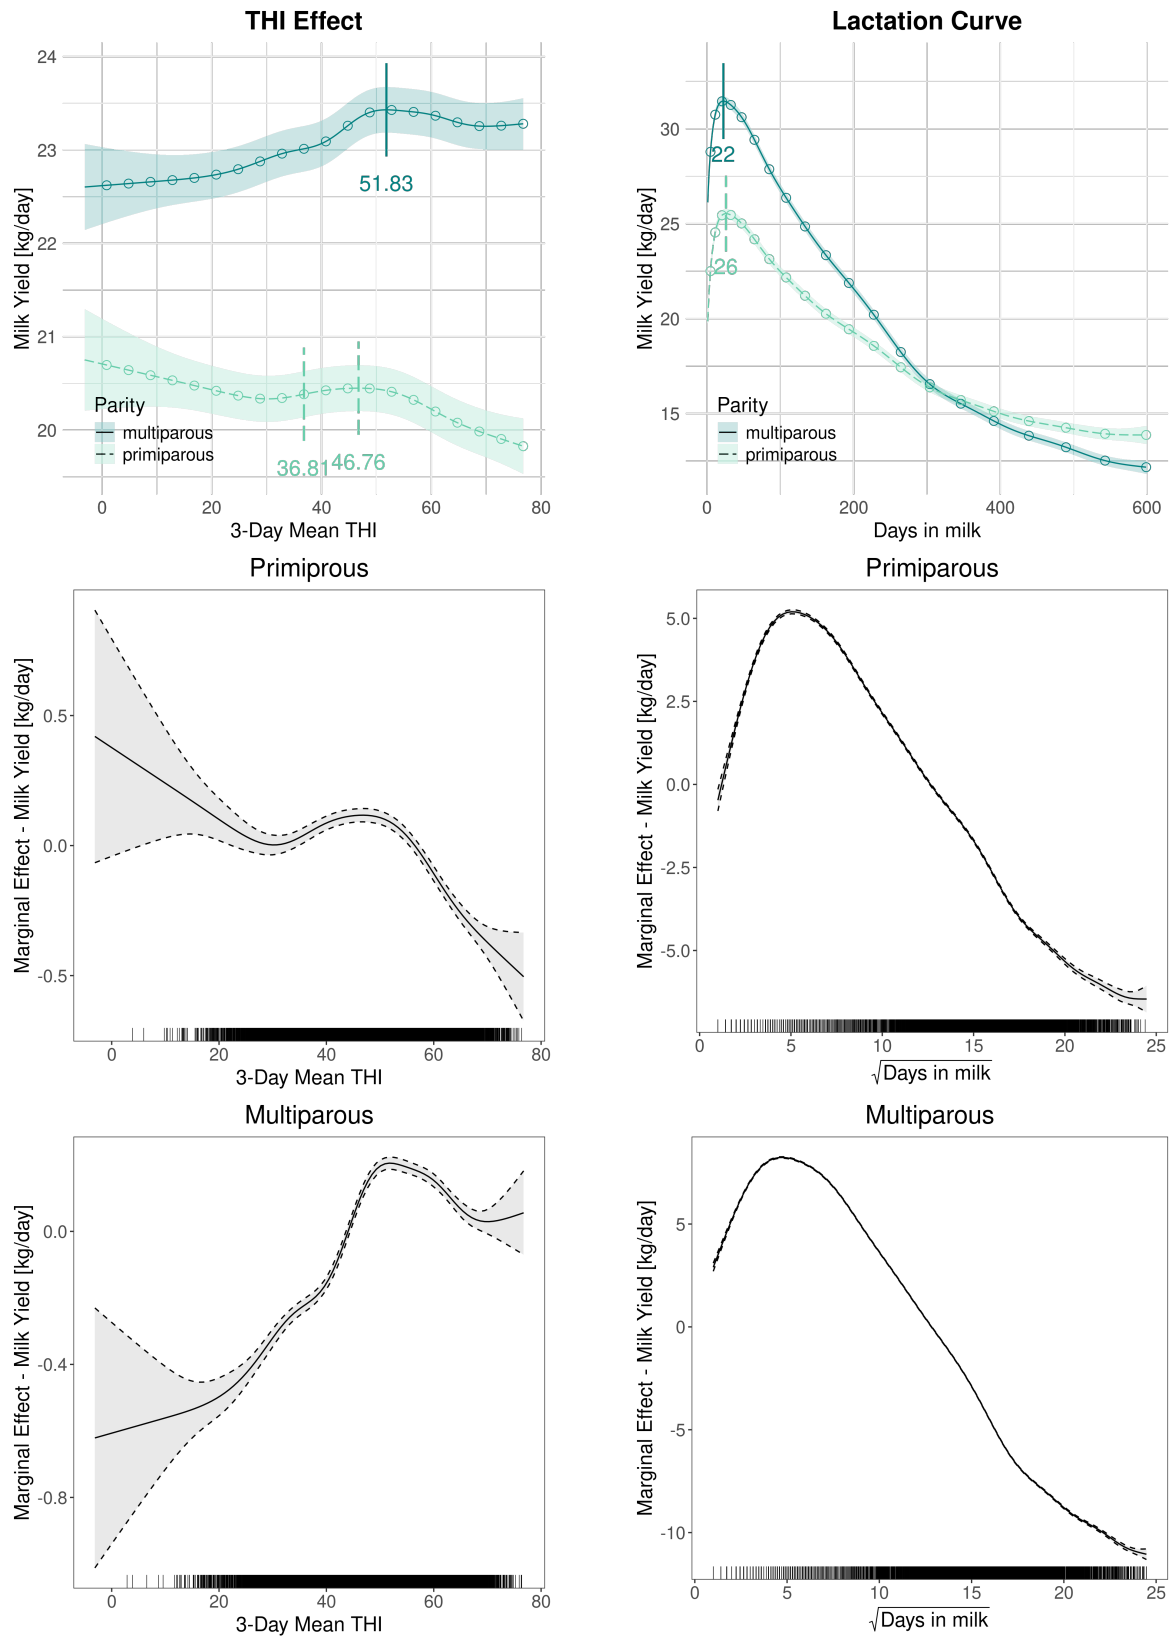 THI Effect
24
23
22
21
20
Milk Yield [kg/day]
51.83
36.81
46.76
Parity
multiparous
primiparous
0
20
40
60
80
3-Day Mean THI
Lactation Curve
30
25
20
15
Milk Yield [kg/day]
22
26
Parity
multiparous
primiparous
0
200
400
600
Days in milk
Primiprous
0.5
0.0
-0.5
Marginal Effect - Milk Yield [kg/day]
0
20
40
60
80
3-Day Mean THI
Primiparous
5.0
2.5
0.0
-2.5
-5.0
Marginal Effect - Milk Yield [kg/day]
0
5
10
15
20
25
√Days in milk
Multiparous
0.0
-0.4
-0.8
Marginal Effect - Milk Yield [kg/day]
0
20
40
60
80
3-Day Mean THI
Multiparous
5
0
-5
-10
Marginal Effect - Milk Yield [kg/day]
0
5
10
15
20
25
√Days in milk